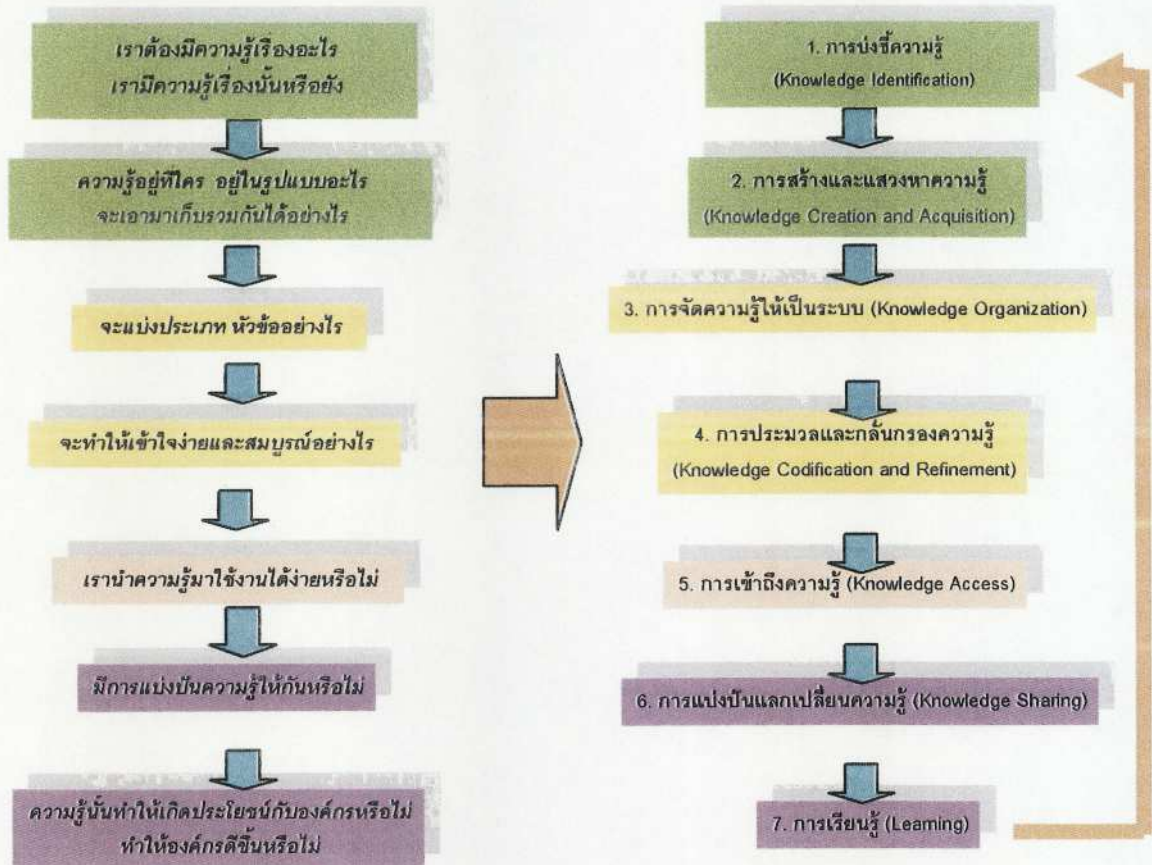 เราต้องมีความรู้เรื่องอะไร
เรามีความรู้เรื่องนั้นหรือยัง
ความรู้อยู่ที่ใคร อยู่ในรูปแบบอะไร
จะเอามาเก็บรวมกันได้อย่างไร
จะแบ่งประเภท หัวข้ออย่างไร
จะทำให้เข้าใจง่ายและสมบูรณ์อย่างไร
เรานำความรู้มาใช้งานได้ง่ายหรือไม่
มีการแบ่งปันความรู้ให้กันหรือไม่
ความรู้นั้นทำให้เกิดประโยชน์กับองค์กรหรือไม่
ทำให้องค์กรดีขึ้นหรือไม่
1. การบ่งชี้ความรู้
(Knowledge Identification)
2. การสร้างและแสวงหาความรู้
(Knowledge Creation and Acquisition)
3. การจัดความรู้ให้เป็นระบบ (Knowledge Organization)
4. การประมวลและกลั่นกรองความรู้
(Knowledge Codification and Refinement)
5. การเข้าถึงความรู้ (Knowledge Access)
6. การแบ่งปันแลกเปลี่ยนความรู้ (Knowledge Sharing)
7. การเรียนรู้ (Learning)